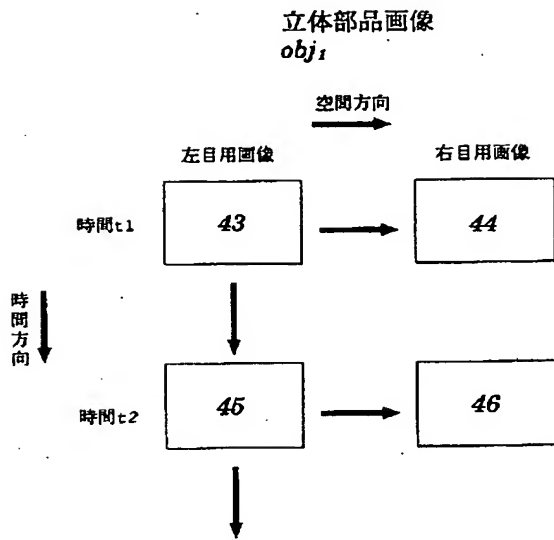 立体部品画像
obj1
空間方向
左目用画像
右目用画像
時間t1
43
44
時間方向
時間t2
45
46